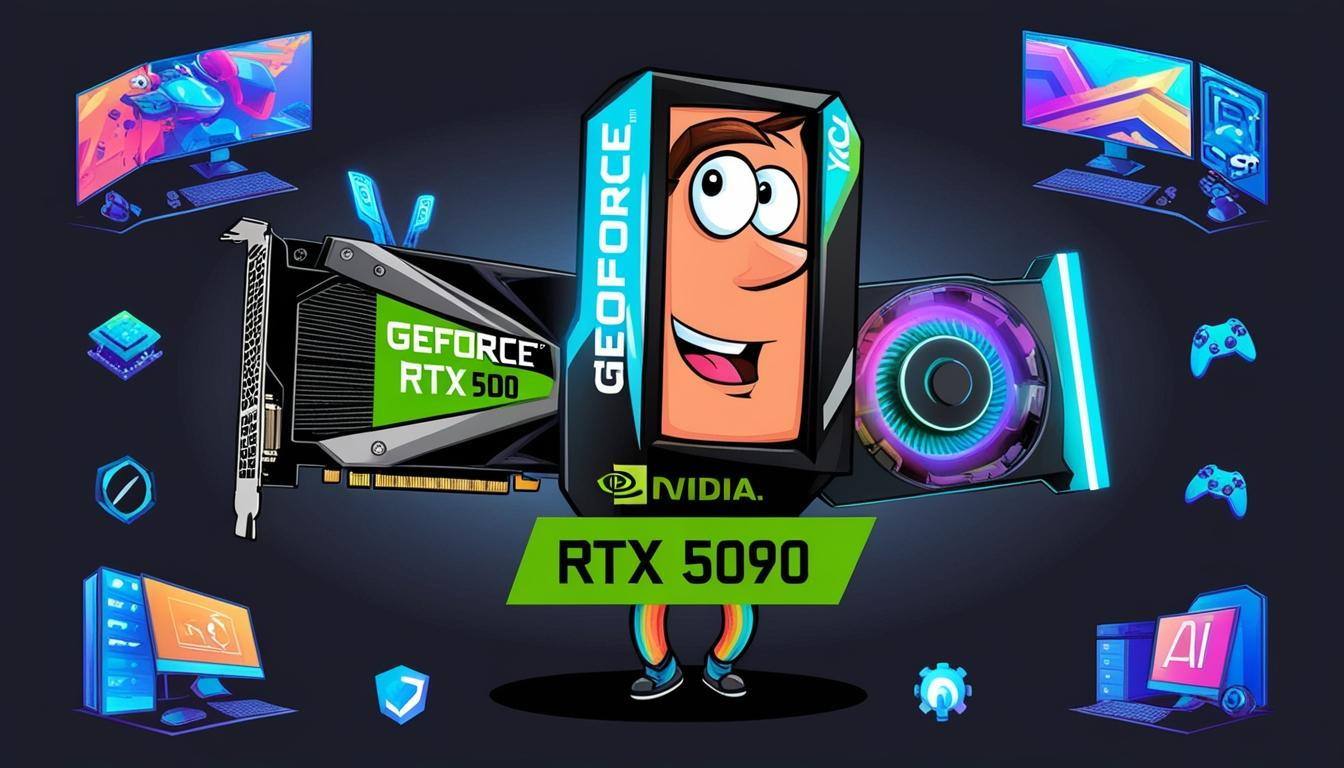 GEOFORCE
GEFORCE
RTX 500
NVIDIA.
RTX 5090
AI